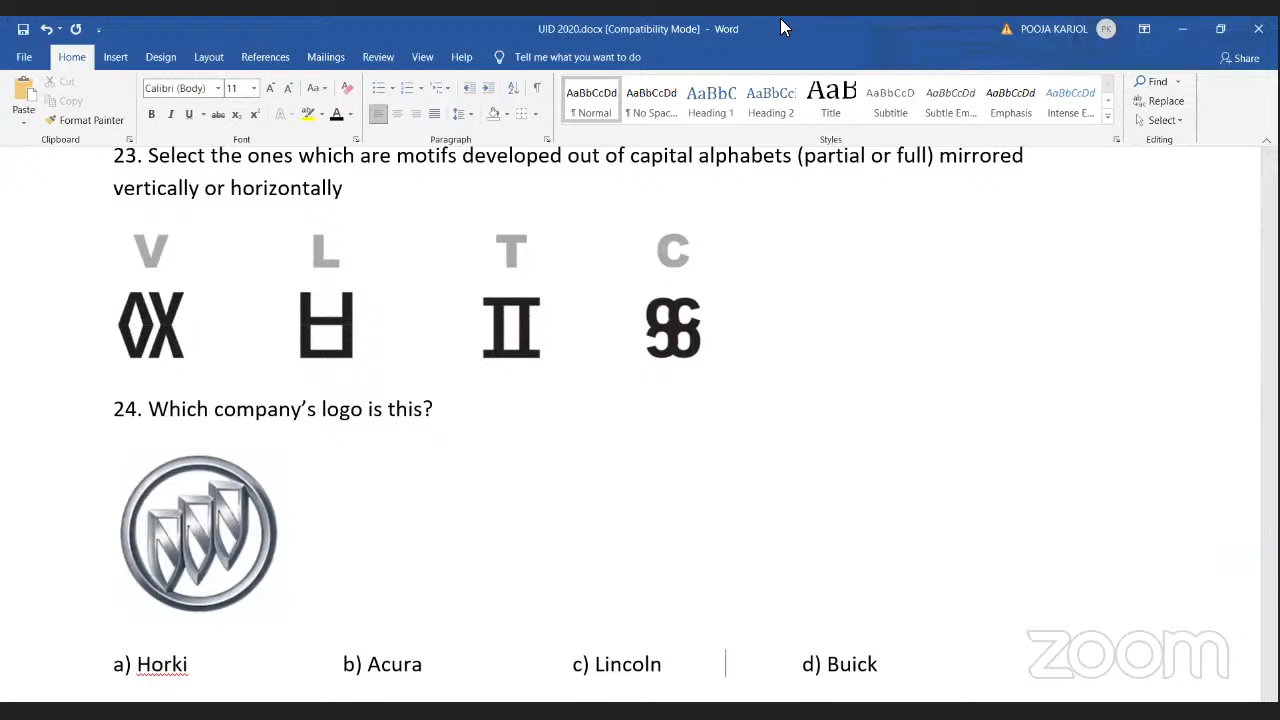 UID 2020.docx [Compatibility Mode] - Word
POOJA KARJOL PK
File Home Insert Design Layout References Mailings Review View Help Tell me what you want to do Share
Paste
Cut
Copy
Format Painter
Clipboard
Calibri (Body) 11
Font
Paragraph
AaBbCcDd AaBbCcDd AaBbC AaBbCc AaB AaBbCcDd AaBbCcDd AaBbCcDd AaBbCcDd
¶ Normal ¶ No Spac... Heading 1 Heading 2 Title Subtitle Subtle Em... Emphasis Intense E...
Styles
Find
Replace
Select
Editing
23. Select the ones which are motifs developed out of capital alphabets (partial or full) mirrored
vertically or horizontally
V L T C
24. Which company’s logo is this?
a) Horki b) Acura c) Lincoln d) Buick
zoom